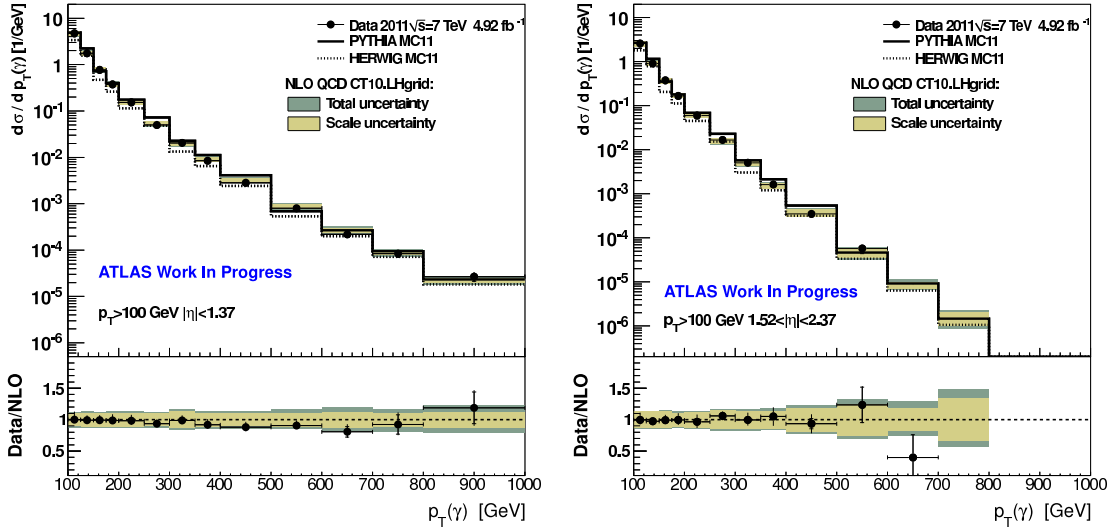 dσ / d p_T(γ) [1/GeV]
10
1
10^-1
10^-2
10^-3
10^-4
10^-5
10^-6
Data 2011√s=7 TeV 4.92 fb^-1
PYTHIA MC11
HERWIG MC11
NLO QCD CT10.LHgrid:
Total uncertainty
Scale uncertainty
ATLAS Work In Progress
p_T>100 GeV |η|<1.37
Data/NLO
1.5
1
0.5
100 200 300 400 500 600 700 800 900 1000
p_T(γ) [GeV]
dσ / d p_T(γ) [1/GeV]
10
1
10^-1
10^-2
10^-3
10^-4
10^-5
10^-6
Data 2011√s=7 TeV 4.92 fb^-1
PYTHIA MC11
HERWIG MC11
NLO QCD CT10.LHgrid:
Total uncertainty
Scale uncertainty
ATLAS Work In Progress
p_T>100 GeV 1.52<|η|<2.37
Data/NLO
1.5
1
0.5
100 200 300 400 500 600 700 800 900 1000
p_T(γ) [GeV]